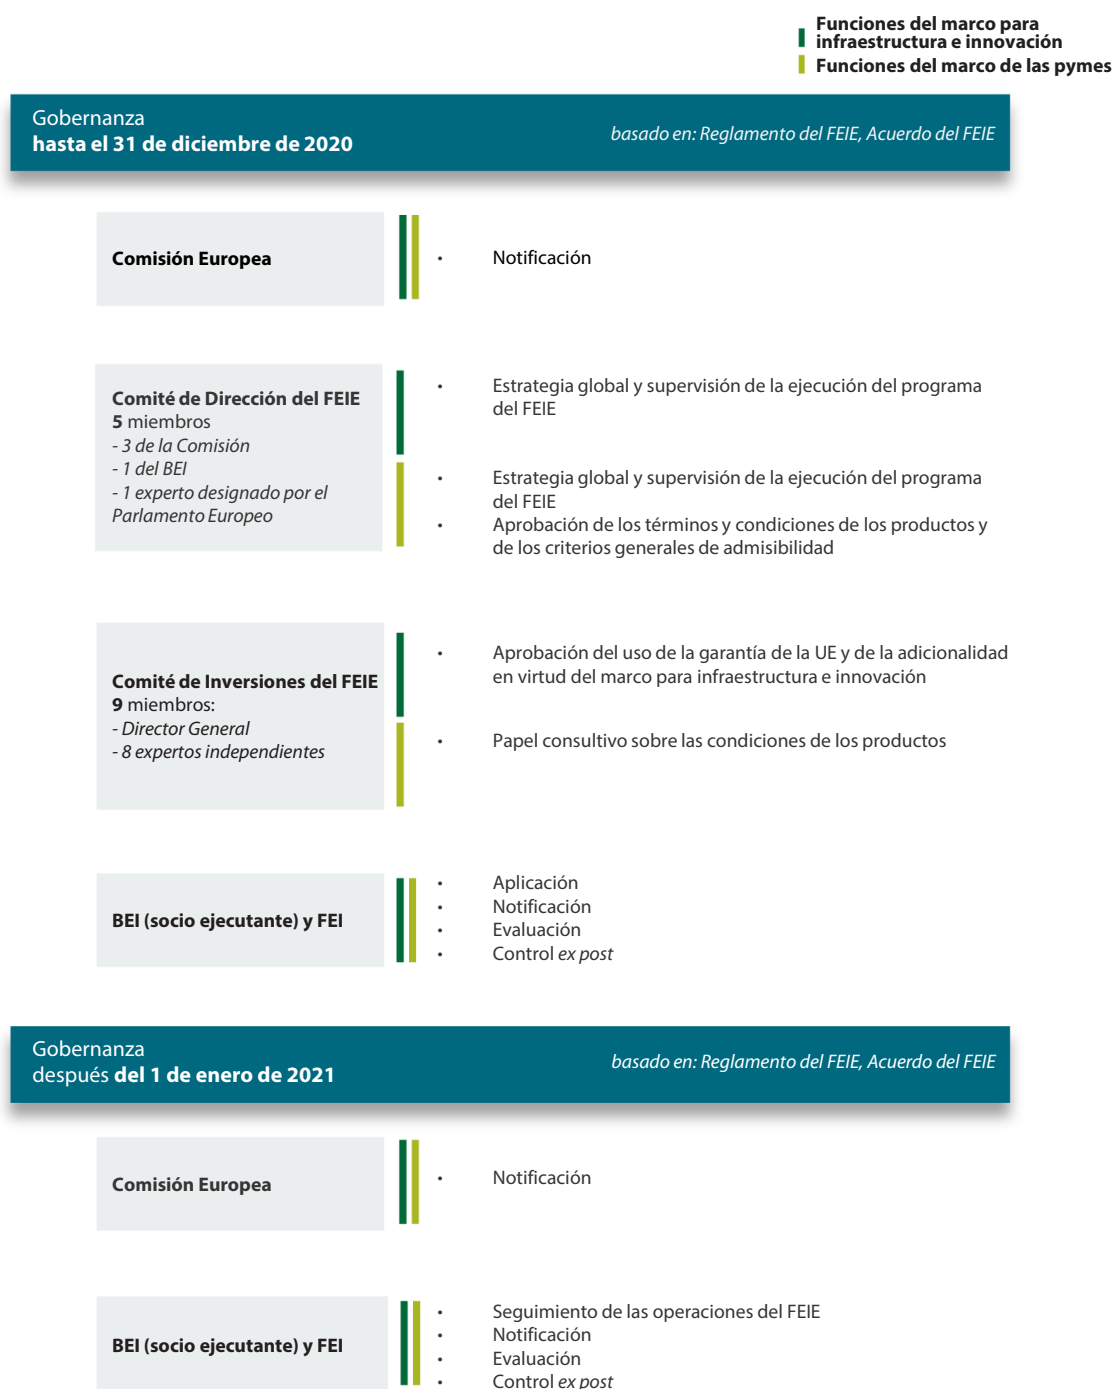 Funciones del marco para
infraestructura e innovación
Funciones del marco de las pymes
Gobernanza
hasta el 31 de diciembre de 2020
basado en: Reglamento del FEIE, Acuerdo del FEIE
Comisión Europea
• Notificación
Comité de Dirección del FEIE
5 miembros
- 3 de la Comisión
- 1 del BEI
- 1 experto designado por el
Parlamento Europeo
• Estrategia global y supervisión de la ejecución del programa
del FEIE
• Estrategia global y supervisión de la ejecución del programa
del FEIE
• Aprobación de los términos y condiciones de los productos y
de los criterios generales de admisibilidad
Comité de Inversiones del FEIE
9 miembros:
- Director General
- 8 expertos independientes
• Aprobación del uso de la garantía de la UE y de la adicionalidad
en virtud del marco para infraestructura e innovación
• Papel consultivo sobre las condiciones de los productos
BEI (socio ejecutante) y FEI
• Aplicación
• Notificación
• Evaluación
• Control ex post
Gobernanza
después del 1 de enero de 2021
basado en: Reglamento del FEIE, Acuerdo del FEIE
Comisión Europea
• Notificación
BEI (socio ejecutante) y FEI
• Seguimiento de las operaciones del FEIE
• Notificación
• Evaluación
• Control ex post